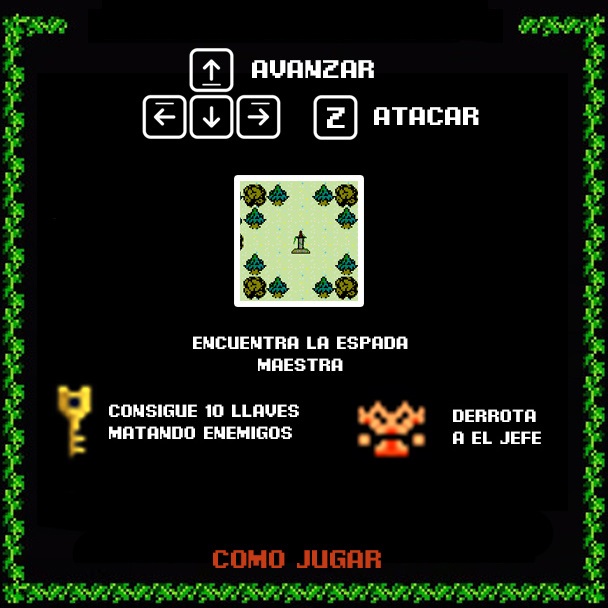 AVANZAR
Z ATACAR
ENCUENTRA LA ESPADA
MAESTRA
CONSIGUE 10 LLAVES
MATANDO ENEMIGOS
DERROTA
A EL JEFE
COMO JUGAR